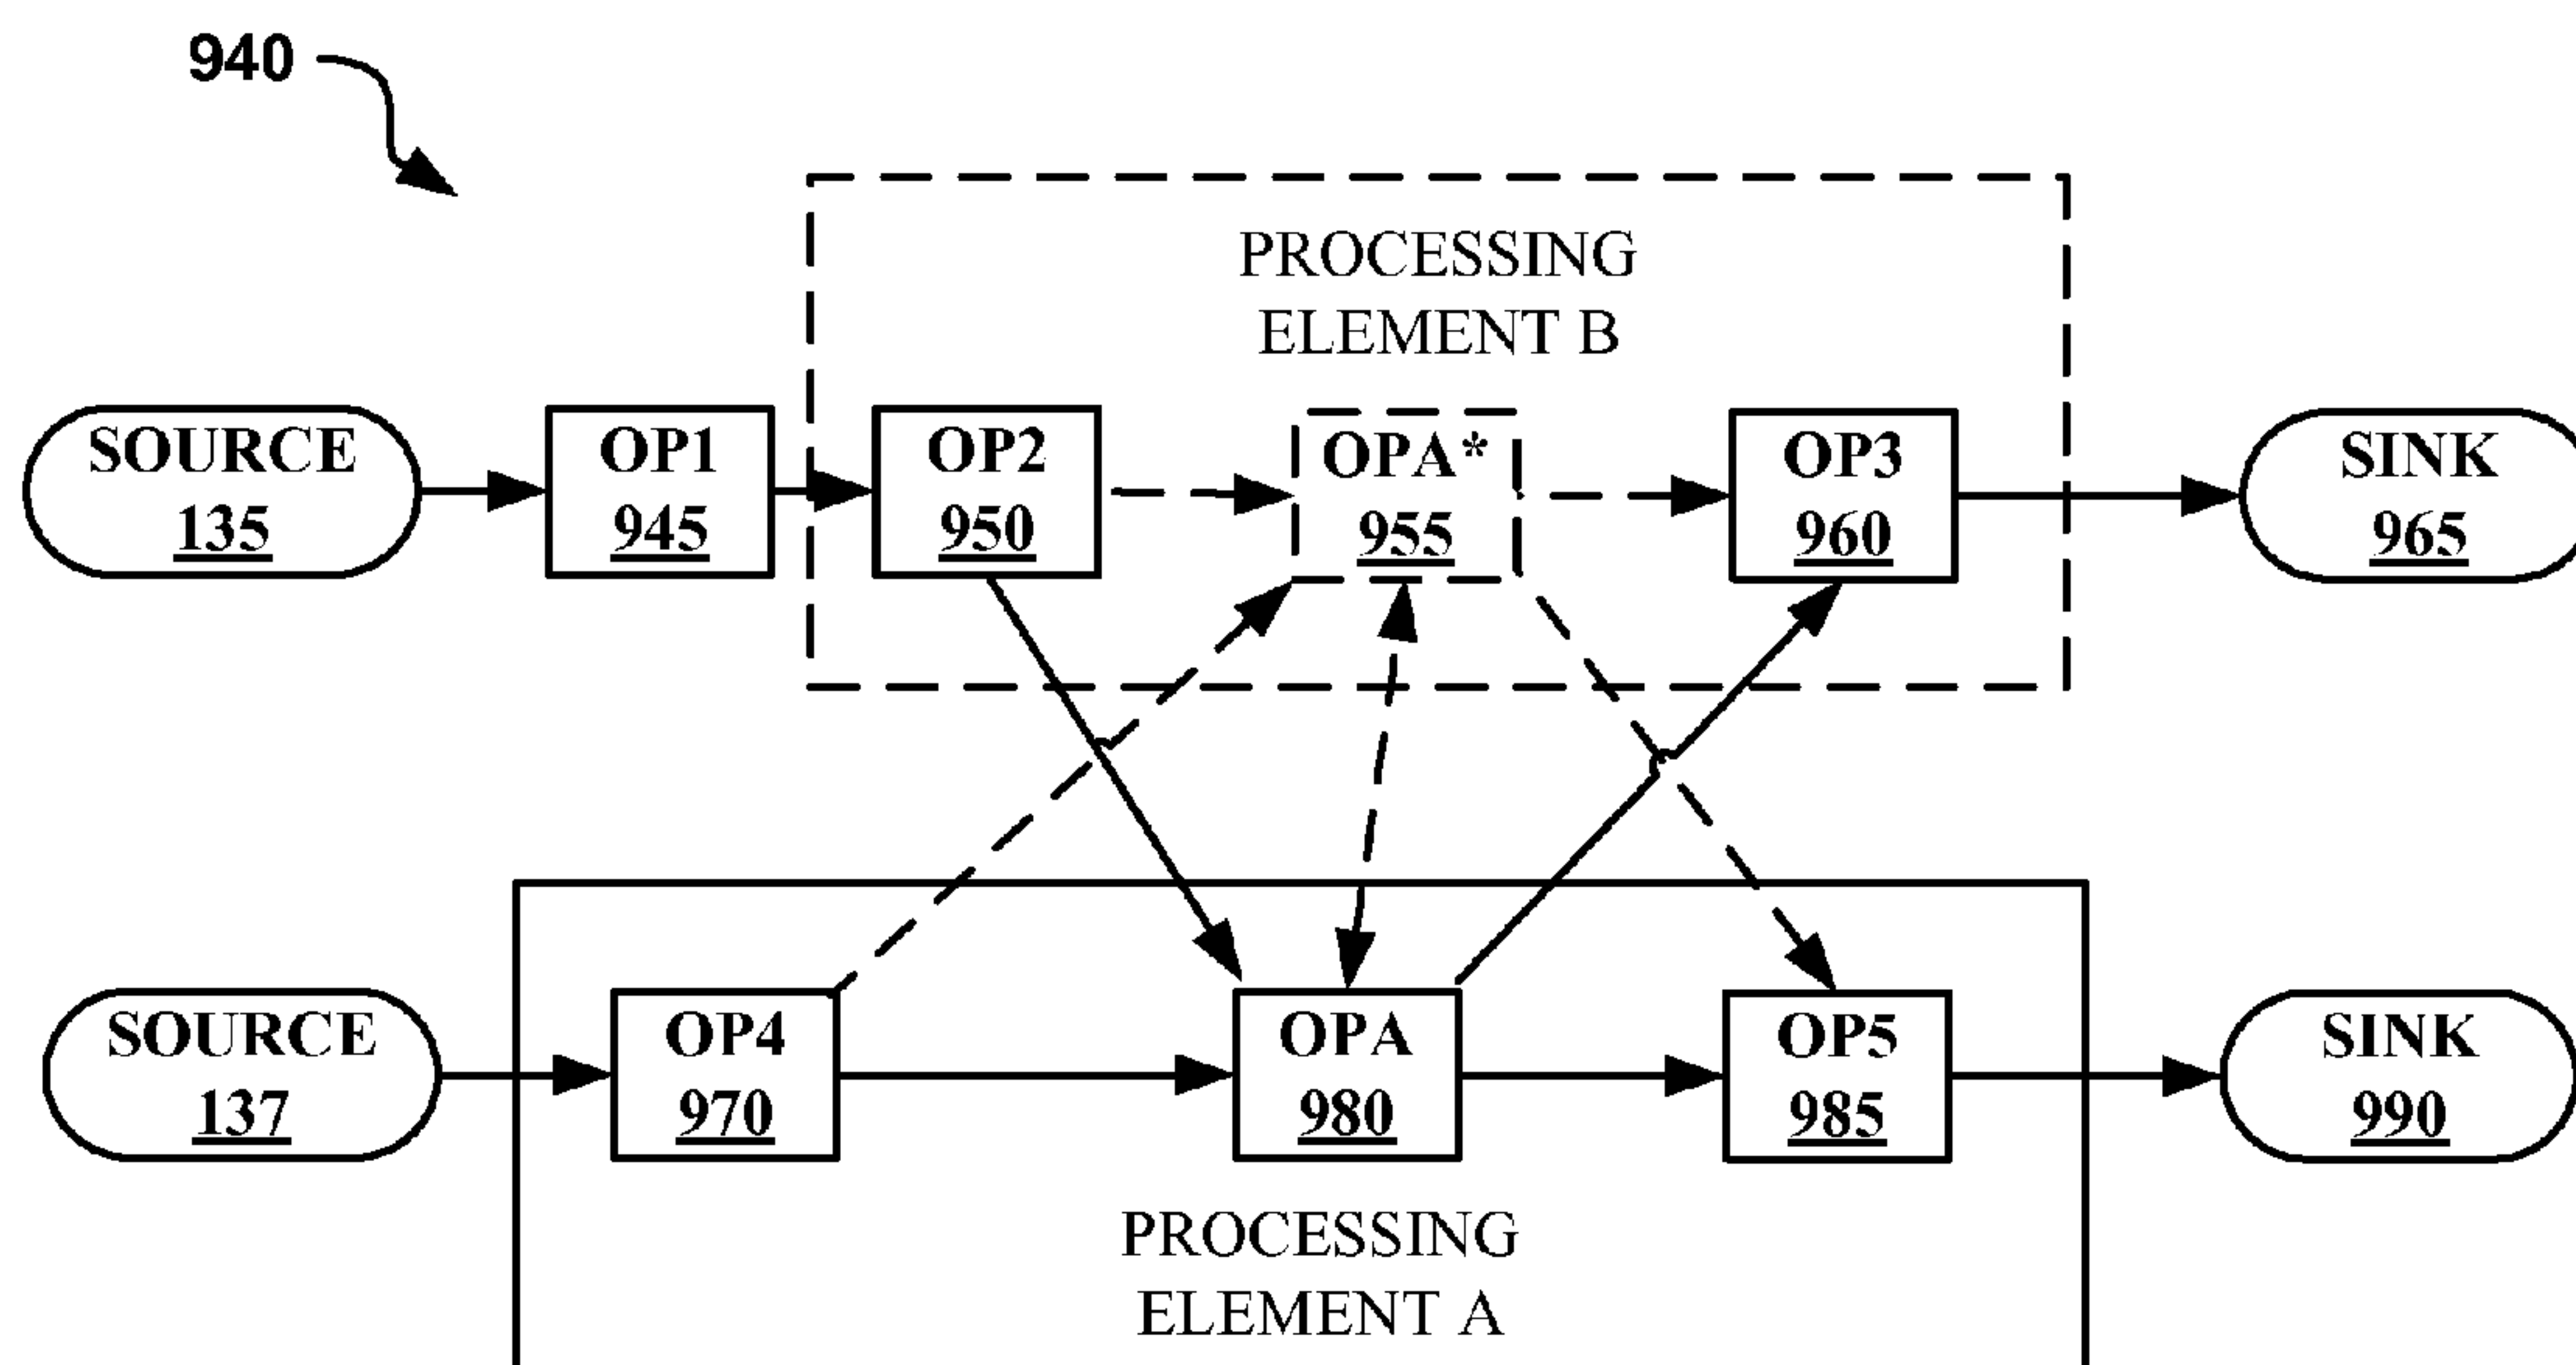 940
PROCESSING
ELEMENT B
SOURCE
135
OP1
945
OP2
950
OPA*
955
OP3
960
SINK
965
SOURCE
137
OP4
970
OPA
980
OP5
985
SINK
990
PROCESSING
ELEMENT A